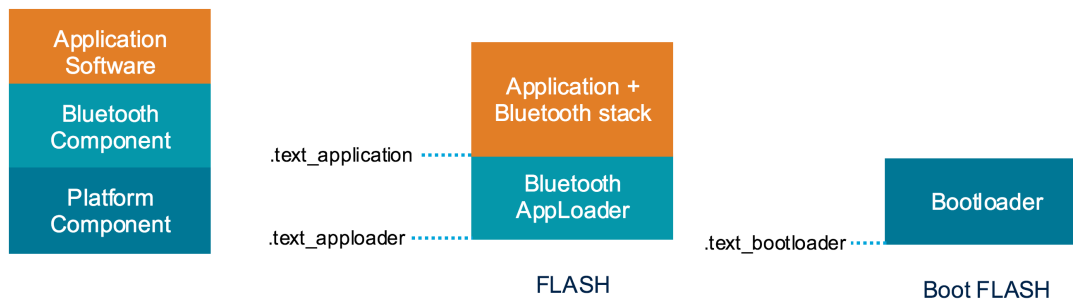 Application
Software
Bluetooth
Component
Platform
Component
Application +
Bluetooth stack
.text_application
Bluetooth
AppLoader
.text_apploader
FLASH
Bootloader
.text_bootloader
Boot FLASH